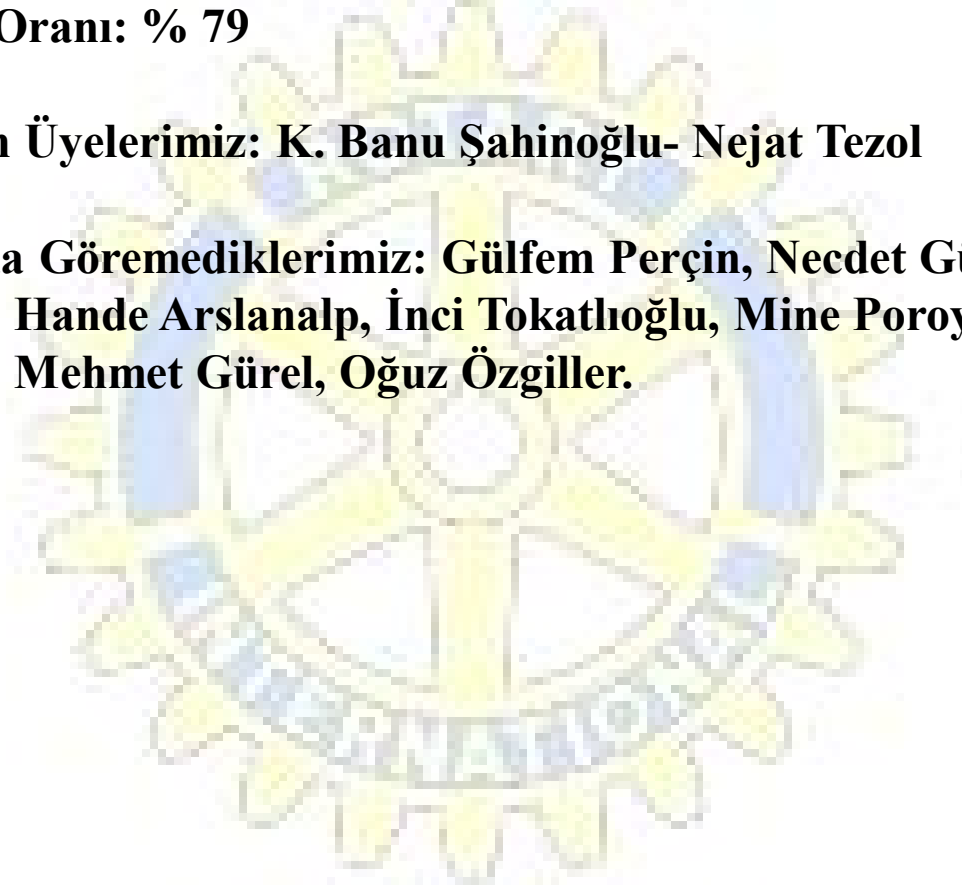 Oranı: % 79
Üyelerimiz: K. Banu Şahinoğlu- Nejat Tezol
Göremediklerimiz: Gülfem Perçin, Necdet
Hande Arslanalp, İnci Tokatlıoğlu, Mine
Mehmet Gürel, Oğuz Özgiller.